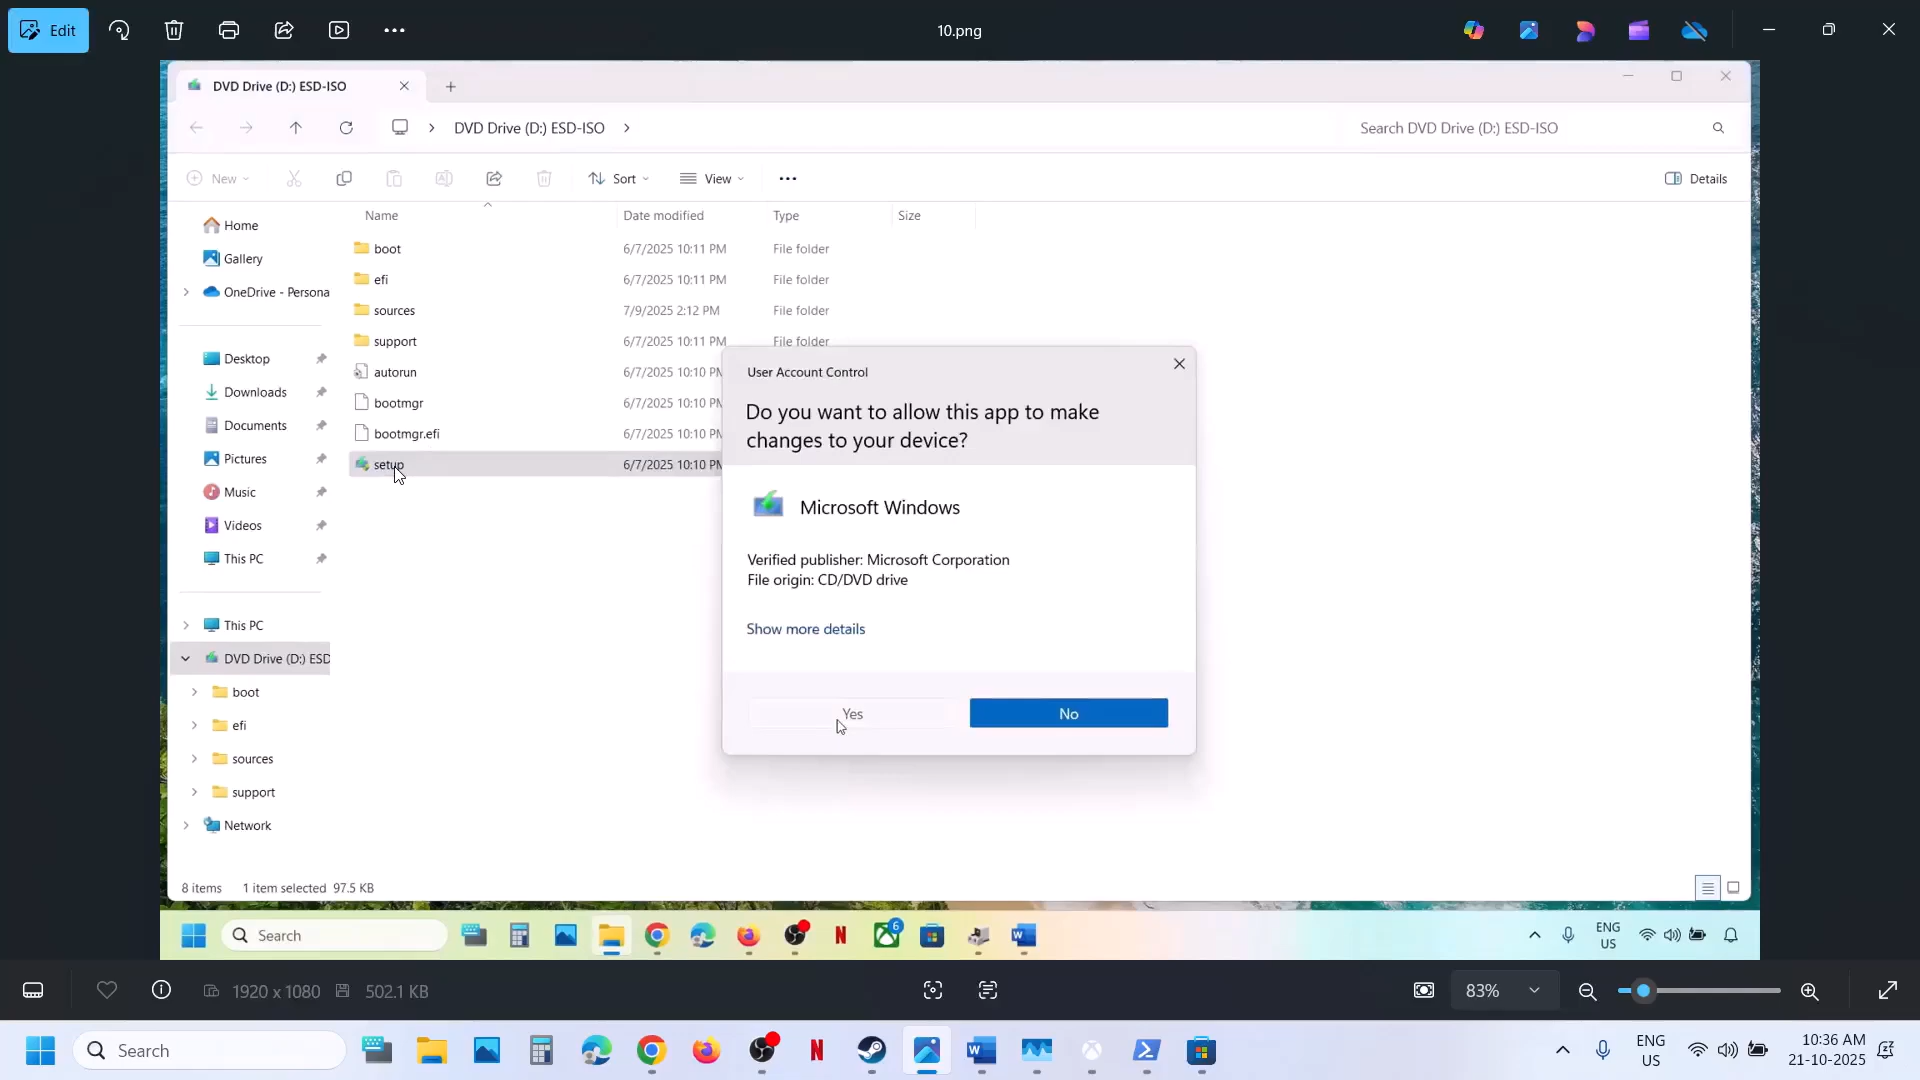 Edit
10.png
DVD Drive (D:) ESD-ISO
DVD Drive (D:) ESD-ISO
Search DVD Drive (D:) ESD-ISO
New
Sort
View
Details
Name
Date modified
Type
Size
Home
Gallery
OneDrive - Persona
Desktop
Downloads
Documents
Pictures
Music
Videos
This PC
This PC
DVD Drive (D:) ESD
boot
efi
sources
support
Network
boot 6/7/2025 10:11 PM File folder
efi 6/7/2025 10:11 PM File folder
sources 7/9/2025 2:12 PM File folder
support 6/7/2025 10:11 PM File folder
autorun 6/7/2025 10:10 PM
bootmgr 6/7/2025 10:10 PM
bootmgr.efi 6/7/2025 10:10 PM
setup 6/7/2025 10:10 PM
User Account Control
Do you want to allow this app to make
changes to your device?
Microsoft Windows
Verified publisher: Microsoft Corporation
File origin: CD/DVD drive
Show more details
Yes
No
8 items 1 item selected 97.5 KB
Search
6
ENG
US
1920 x 1080
502.1 KB
83%
Search
ENG
US
10:36 AM
21-10-2025